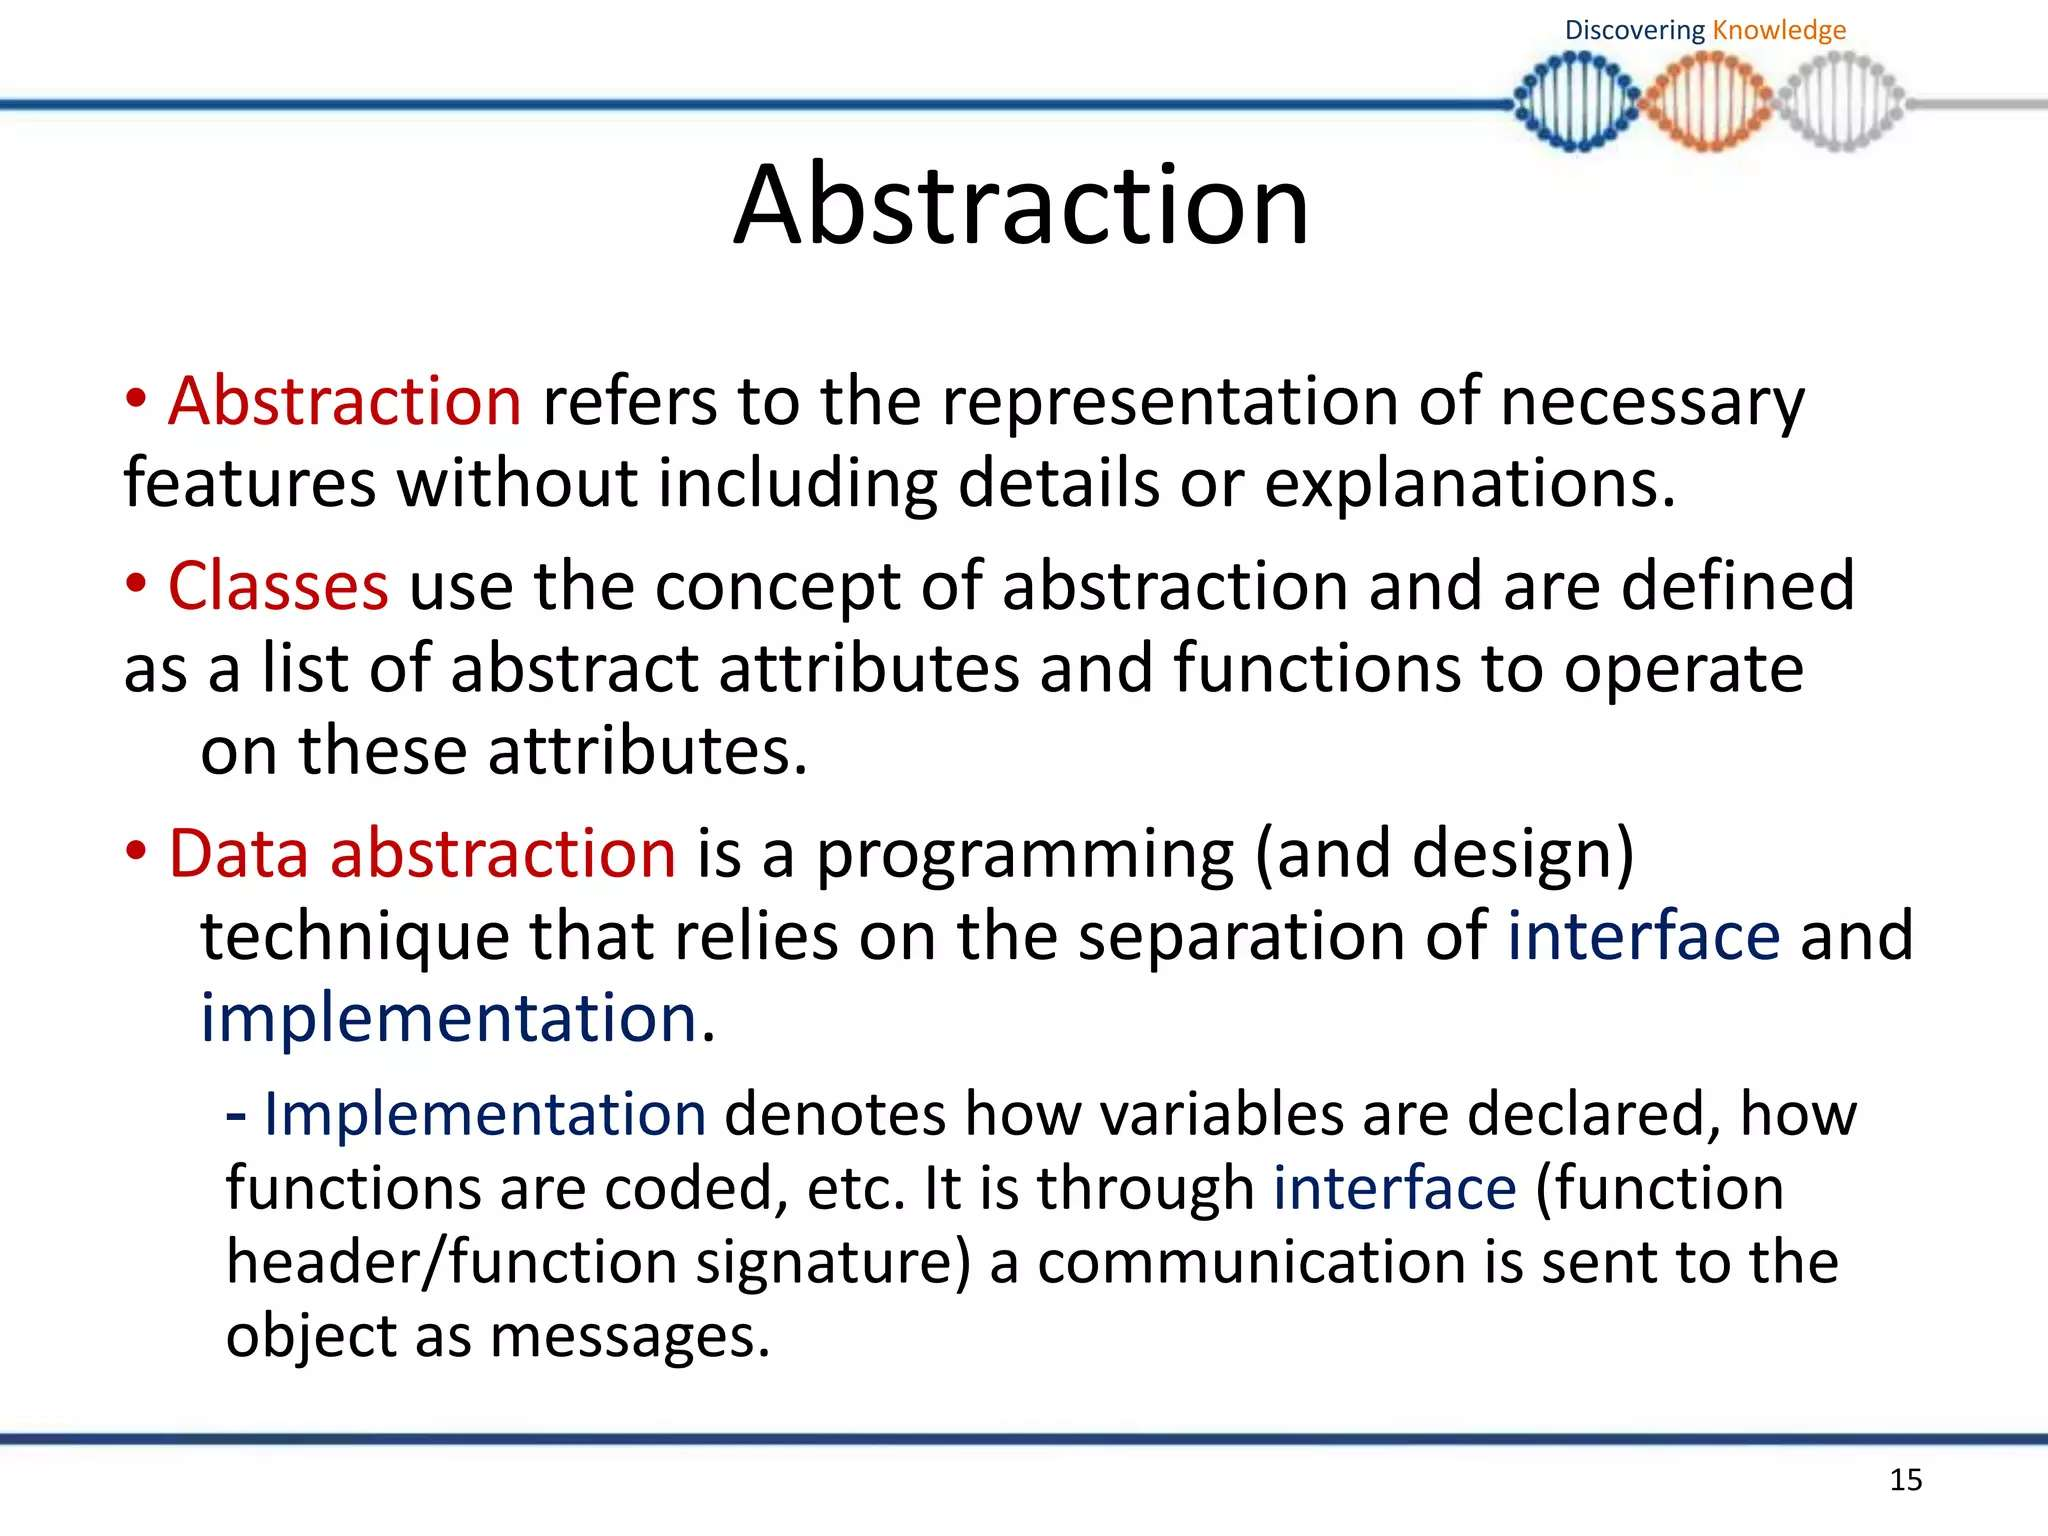 Discovering Knowledge
Abstraction
• Abstraction refers to the representation of necessary
features without including details or explanations.
• Classes use the concept of abstraction and are defined
as a list of abstract attributes and functions to operate
on these attributes.
• Data abstraction is a programming (and design)
technique that relies on the separation of interface and
implementation.
- Implementation denotes how variables are declared, how
functions are coded, etc. It is through interface (function
header/function signature) a communication is sent to the
object as messages.
15